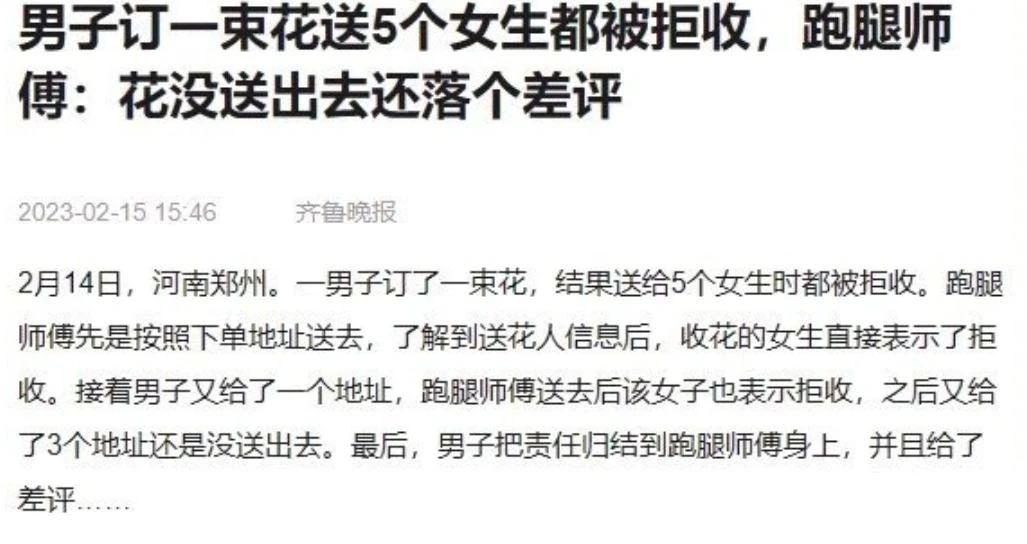 男子订一束花送5个女生都被拒收，跑腿师
傅：花没送出去还落个差评
2023-02-15 15:46 齐鲁晚报
2月14日，河南郑州。一男子订了一束花，结果送给5个女生时都被拒收。跑腿
师傅先是按照下单地址送去，了解到送花人信息后，收花的女生直接表示了拒
收。接着男子又给了一个地址，跑腿师傅送去后该女子也表示拒收，之后又给
了3个地址还是没送出去。最后，男子把责任归结到跑腿师傅身上，并且给了
差评……